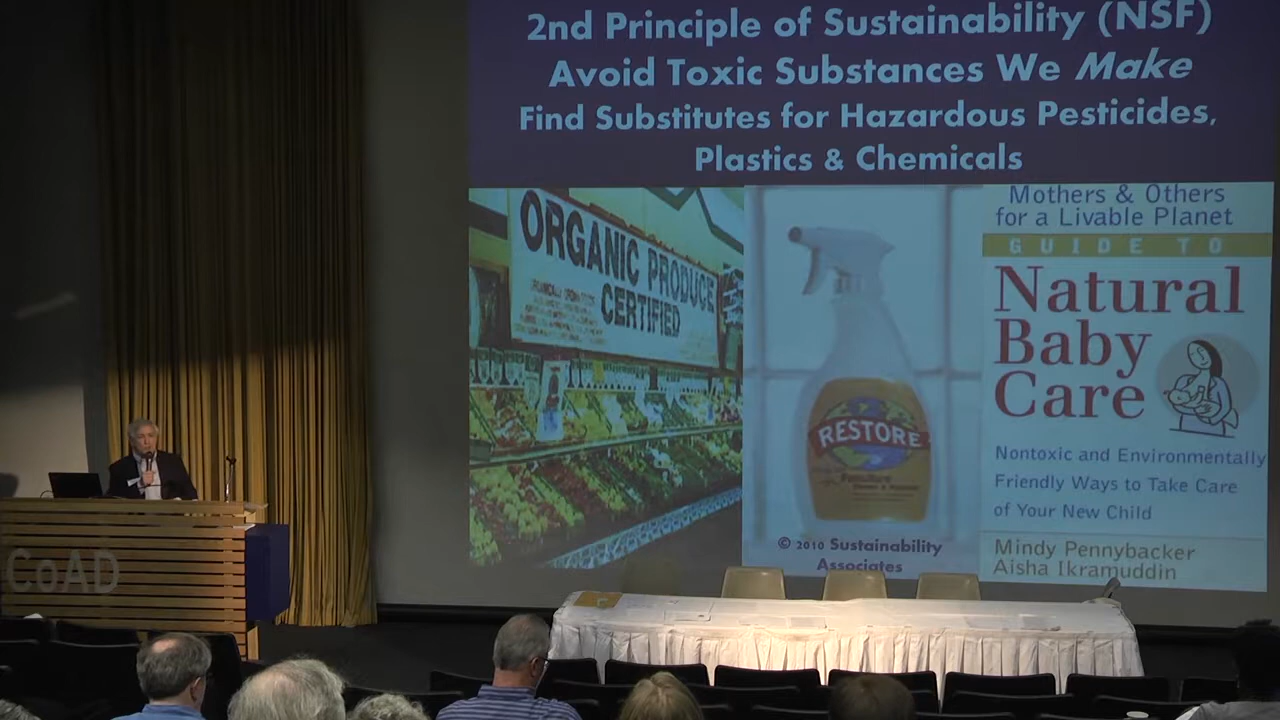 2nd Principle of Sustainability (NSF)
Avoid Toxic Substances We Make
Find Substitutes for Hazardous Pesticides,
Plastics & Chemicals
ORGANIC PRODUCE
CERTIFIED
RESTORE
© 2010 Sustainability
Associates
Mothers & Others
for a Livable Planet
GUIDE TO
Natural
Baby
Care
Nontoxic and Environmentally
Friendly Ways to Take Care
of Your New Child
Mindy Pennybacker
Aisha Ikramuddin
CoAD